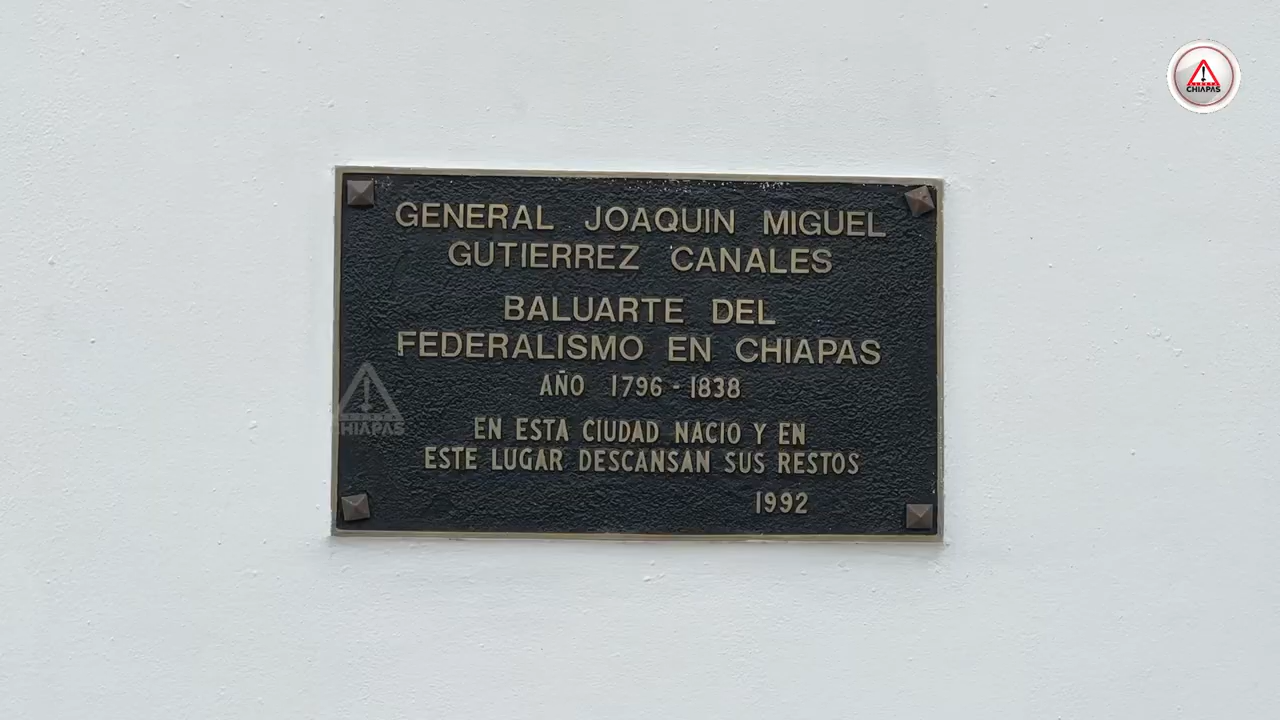 CHIAPAS
GENERAL JOAQUIN MIGUEL
GUTIERREZ CANALES
BALUARTE DEL
FEDERALISMO EN CHIAPAS
AÑO 1796 - 1838
CHIAPAS
EN ESTA CIUDAD NACIO Y EN
ESTE LUGAR DESCANSAN SUS RESTOS
1992